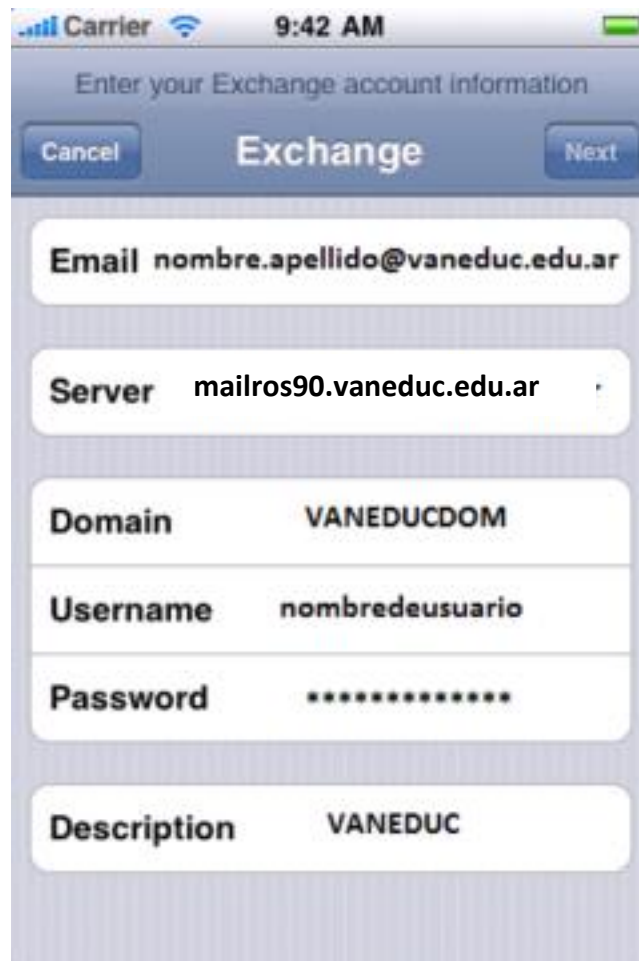 Carrier 9:42 AM
Enter your Exchange account information
Cancel Exchange Next
Email nombre.apellido@vaneduc.edu.ar
Server mailros90.vaneduc.edu.ar
Domain VANEDUCDOM
Username nombredeusuario
Password •••••••••••••
Description VANEDUC